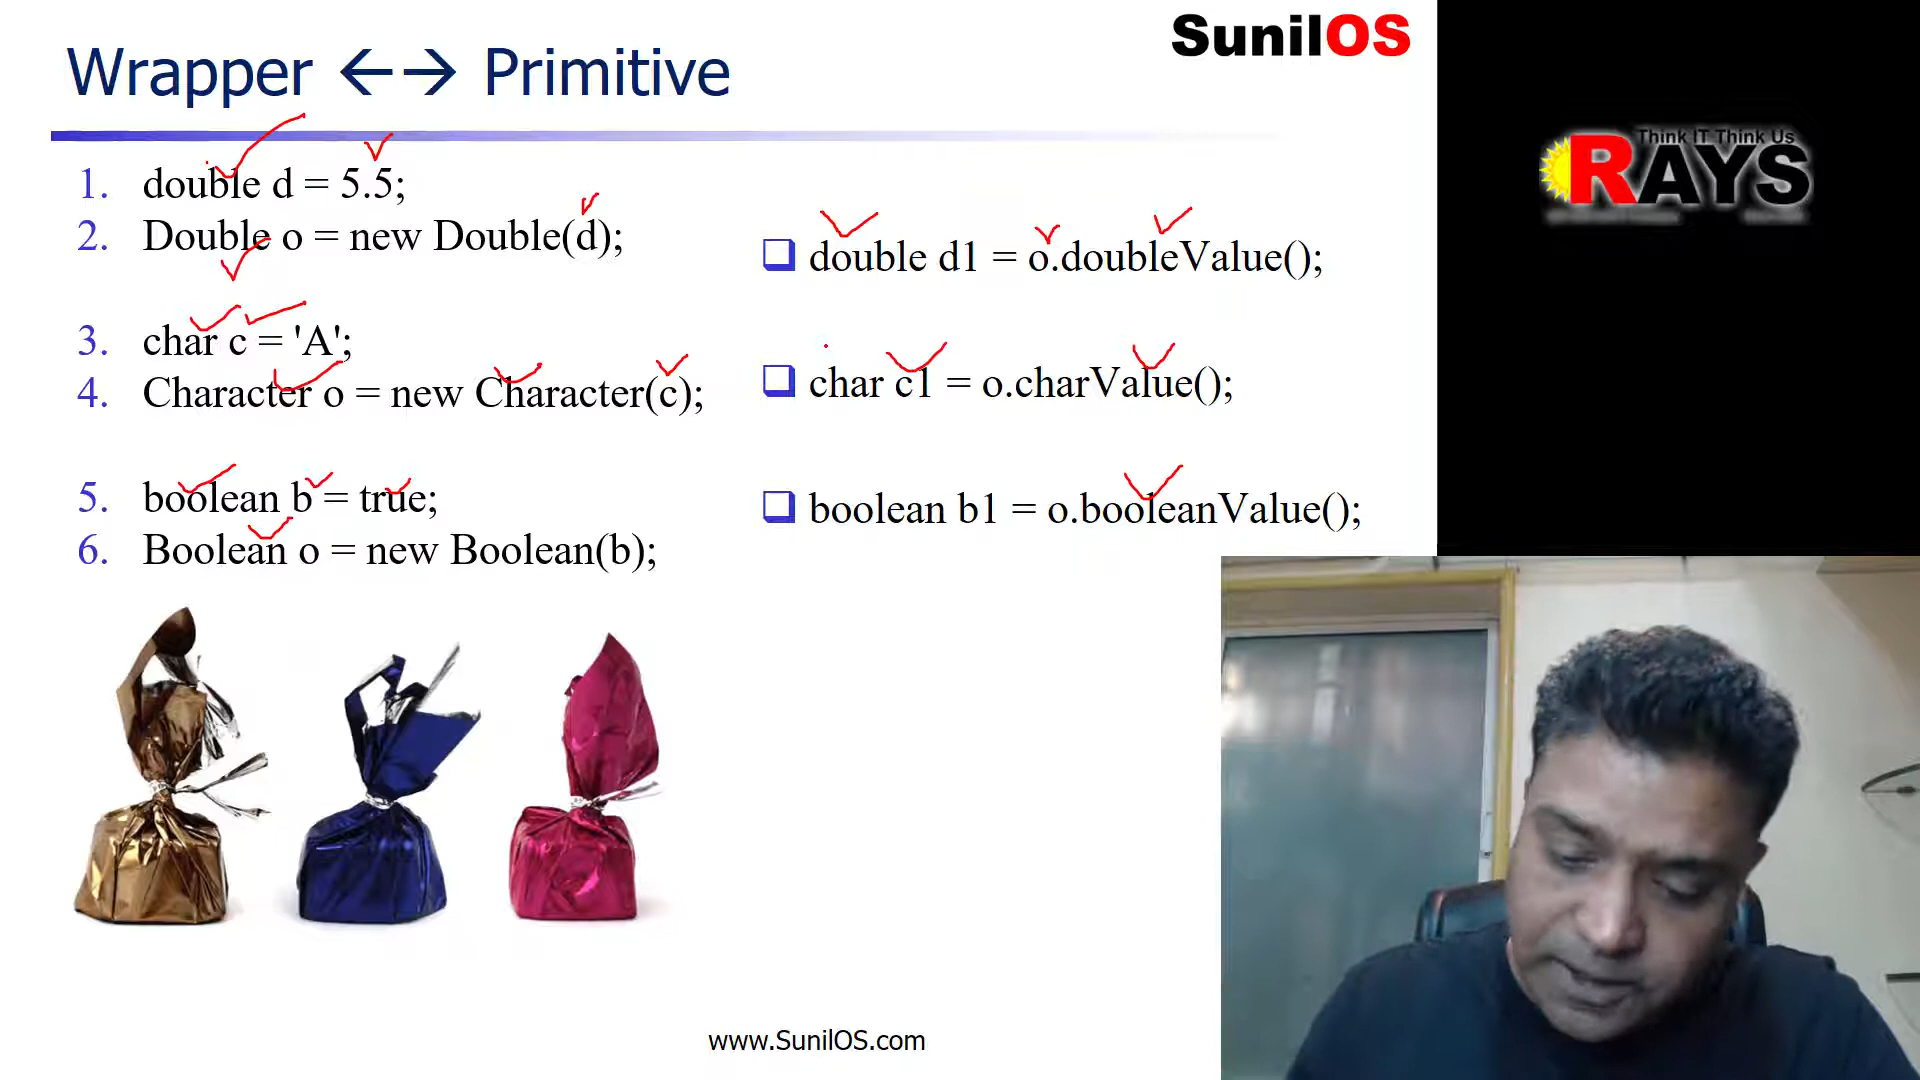 Wrapper ←→ Primitive
SunilOS
Think IT Think Us
RAYS
1. double d = 5.5;
2. Double o = new Double(d);
3. char c = 'A';
4. Character o = new Character(c);
5. boolean b = true;
6. Boolean o = new Boolean(b);
❑ double d1 = o.doubleValue();
❑ char c1 = o.charValue();
❑ boolean b1 = o.booleanValue();
www.SunilOS.com